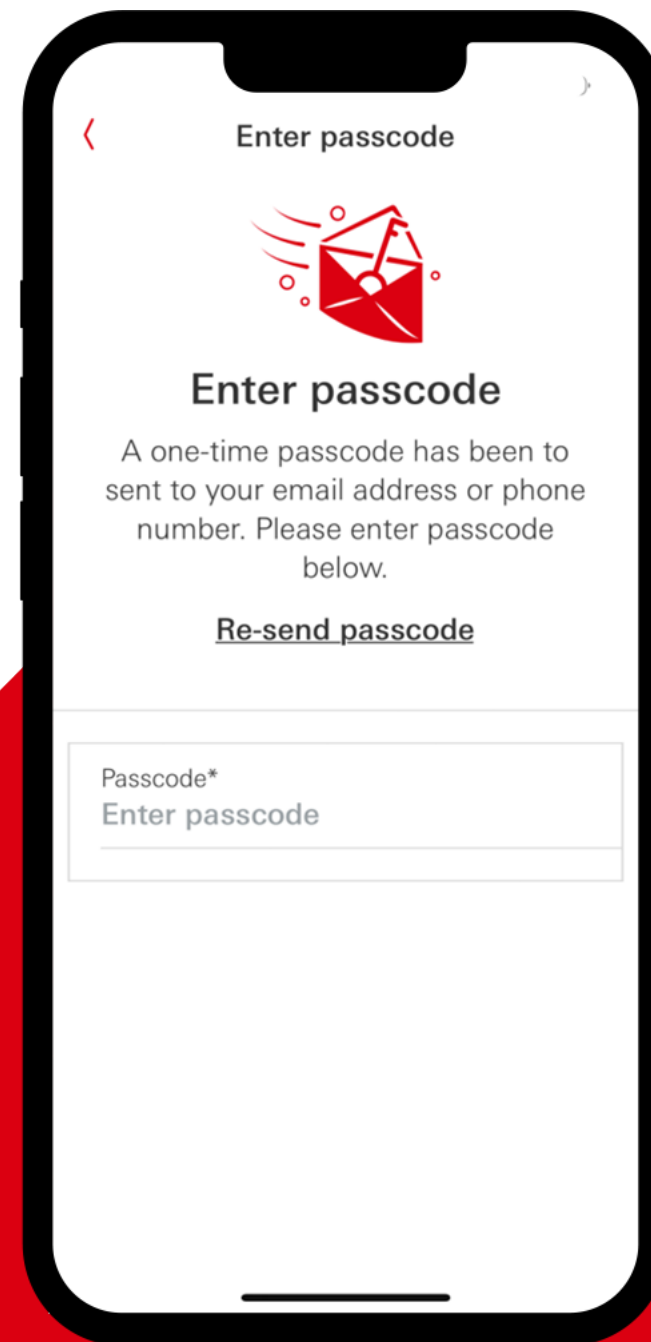 Enter passcode
Enter passcode
A one-time passcode has been to
sent to your email address or phone
number. Please enter passcode
below.
Re-send passcode
Passcode*
Enter passcode